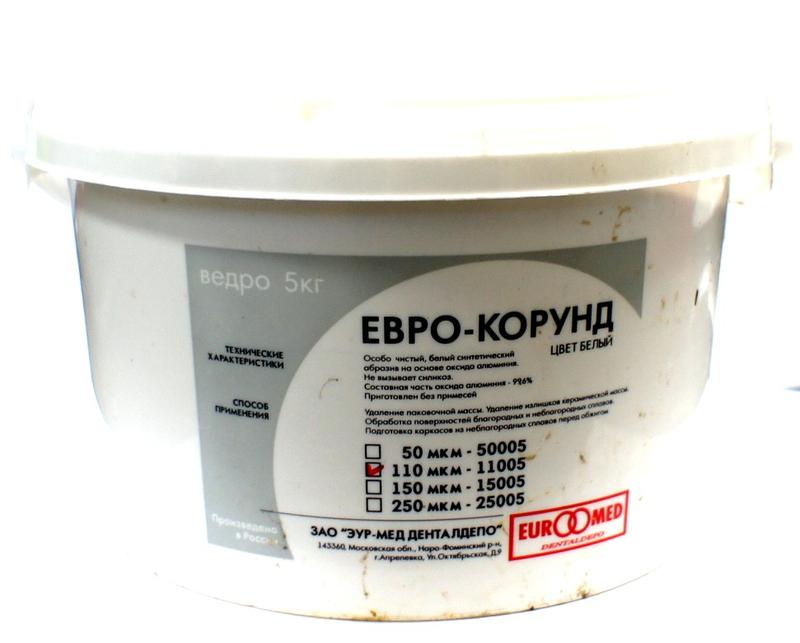 ведро 5кг
ЕВРО-КОРУНД
ЦВЕТ БЕЛЫЙ
ТЕХНИЧЕСКИЕ
ХАРАКТЕРИСТИКИ
Особо чистый, белый синтетический
абразив на основе оксида алюминия.
Не вызывает силикоз.
Составная часть оксида алюминия - 996%
Приготовлен без примесей
СПОСОБ
ПРИМЕНЕНИЯ
Удаление паковочной массы. Удаление излишков керамической массы.
Обработка поверхностей благородных и неблагородных сплавов.
Подготовка каркасов из неблагородных сплавов перед обжигом
50 мкм - 50005
110 мкм - 11005
150 мкм - 15005
250 мкм - 25005
Произведено
в России
ЗАО "ЭУР-МЕД ДЕНТАЛДЕПО"
143360, Московская обл., Наро-Фоминский р-н,
г.Апрелевка, Ул.Октябрьская, Д.9
EUROMED
DENTALDEPO